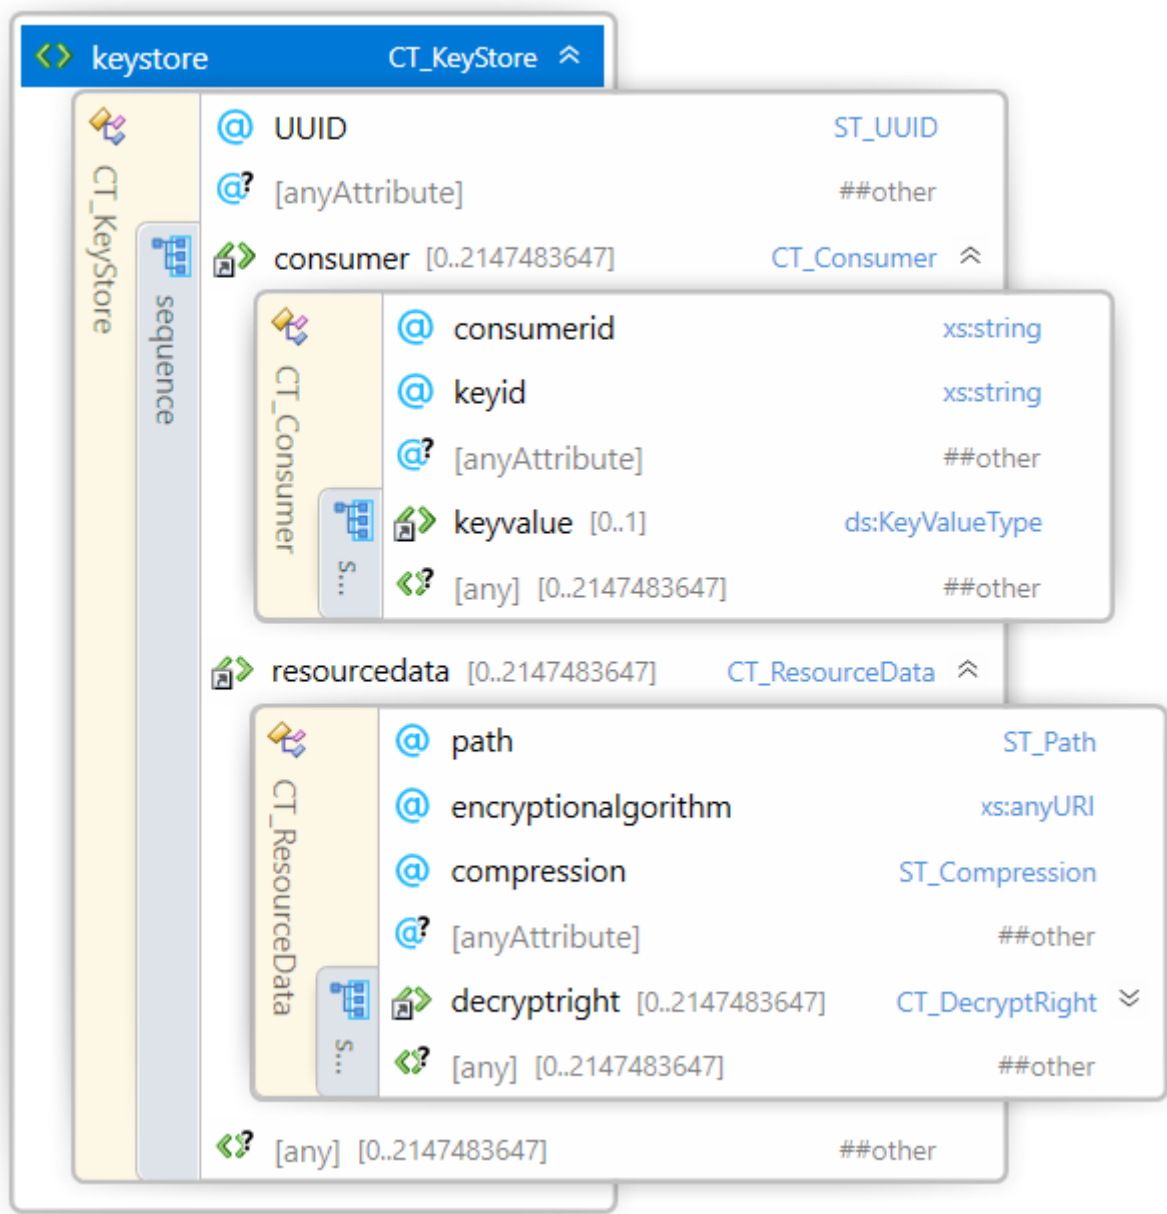 keystore CT_KeyStore
CT_KeyStore
@ UUID ST_UUID
@? [anyAttribute] ##other
sequence
consumer [0..2147483647] CT_Consumer
CT_Consumer
@ consumerid xs:string
@ keyid xs:string
@? [anyAttribute] ##other
s...
keyvalue [0..1] ds:KeyValueType
? [any] [0..2147483647] ##other
resourcedata [0..2147483647] CT_ResourceData
CT_ResourceData
@ path ST_Path
@ encryptionalgorithm xs:anyURI
@ compression ST_Compression
@? [anyAttribute] ##other
s...
decryptright [0..2147483647] CT_DecryptRight
? [any] [0..2147483647] ##other
? [any] [0..2147483647] ##other